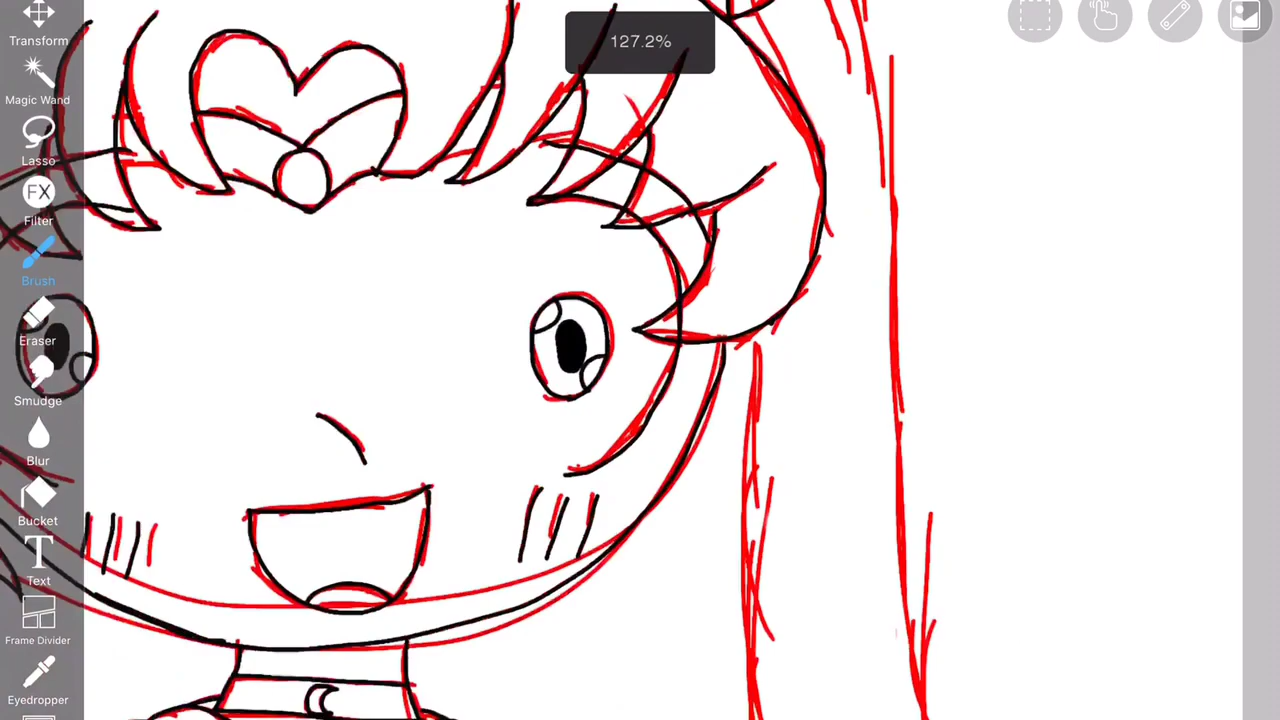 127.2%
Transform
Magic Wand
Lasso
FX
Filter
Brush
Eraser
Smudge
Blur
Bucket
T
Text
Frame Divider
Eyedropper